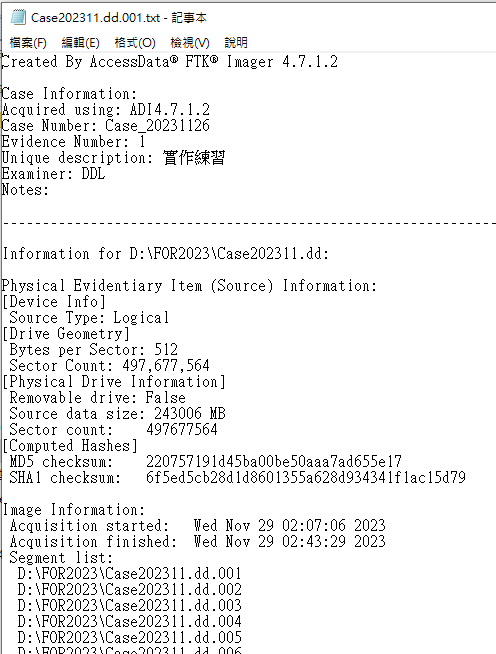 Case202311.dd.001.txt - 記事本
檔案(F) 編輯(E) 格式(O) 檢視(V) 說明
Created By AccessData® FTK® Imager 4.7.1.2
Case Information:
Acquired using: ADI4.7.1.2
Case Number: Case_20231126
Evidence Number: 1
Unique description: 實作練習
Examiner: DDL
Notes:
--------------------------------------------------------------
Information for D:\FOR2023\Case202311.dd:
Physical Evidentiary Item (Source) Information:
[Device Info]
Source Type: Logical
[Drive Geometry]
Bytes per Sector: 512
Sector Count: 497,677,564
[Physical Drive Information]
Removable drive: False
Source data size: 243006 MB
Sector count: 497677564
[Computed Hashes]
MD5 checksum: 220757191d45ba00be50aaa7ad655e17
SHA1 checksum: 6f5ed5cb28d1d8601355a628d934341f1ac15d79
Image Information:
Acquisition started: Wed Nov 29 02:07:06 2023
Acquisition finished: Wed Nov 29 02:43:29 2023
Segment list:
D:\FOR2023\Case202311.dd.001
D:\FOR2023\Case202311.dd.002
D:\FOR2023\Case202311.dd.003
D:\FOR2023\Case202311.dd.004
D:\FOR2023\Case202311.dd.005
D:\FOR2023\Case202311.dd.006